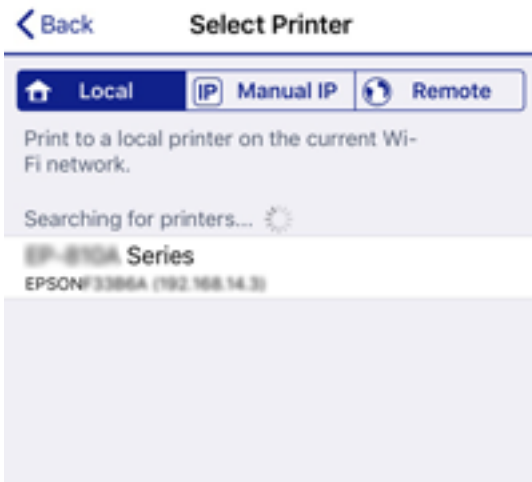 Back
Select Printer
Local
IP Manual IP
Remote
Print to a local printer on the current Wi-
Fi network.
Searching for printers...
Series
EPSON